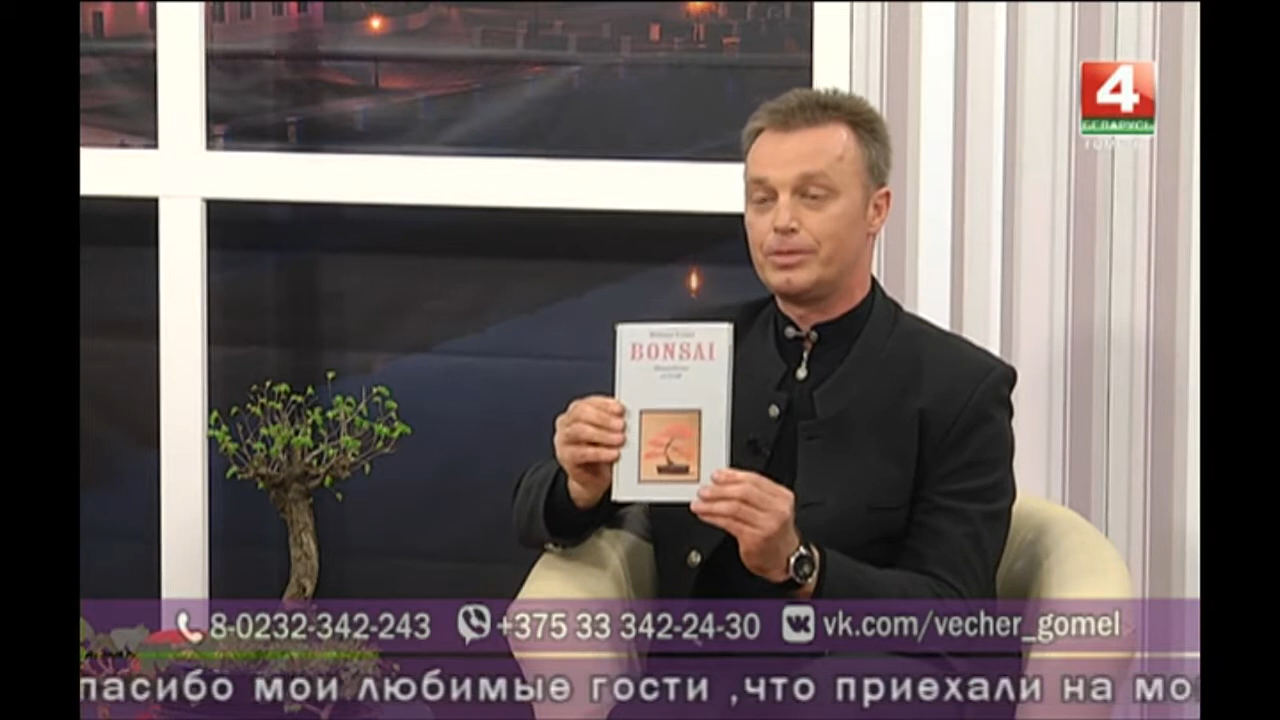 4
БЕЛАРУСЬ
BONSAI
8-0232-342-243 +375 33 342-24-30 vk.com/vecher_gomel
пасибо мои любимые гости ,что приехали на мо